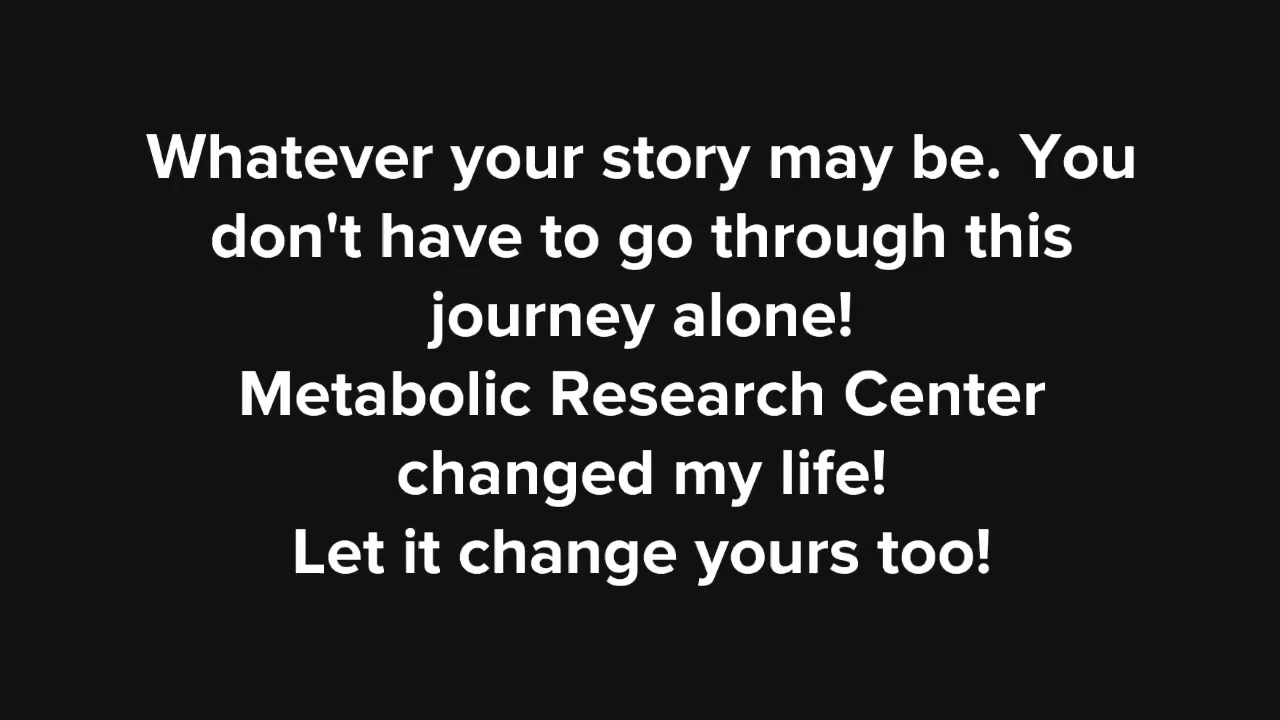 Whatever your story may be. You
don't have to go through this
journey alone!
Metabolic Research Center
changed my life!
Let it change yours too!